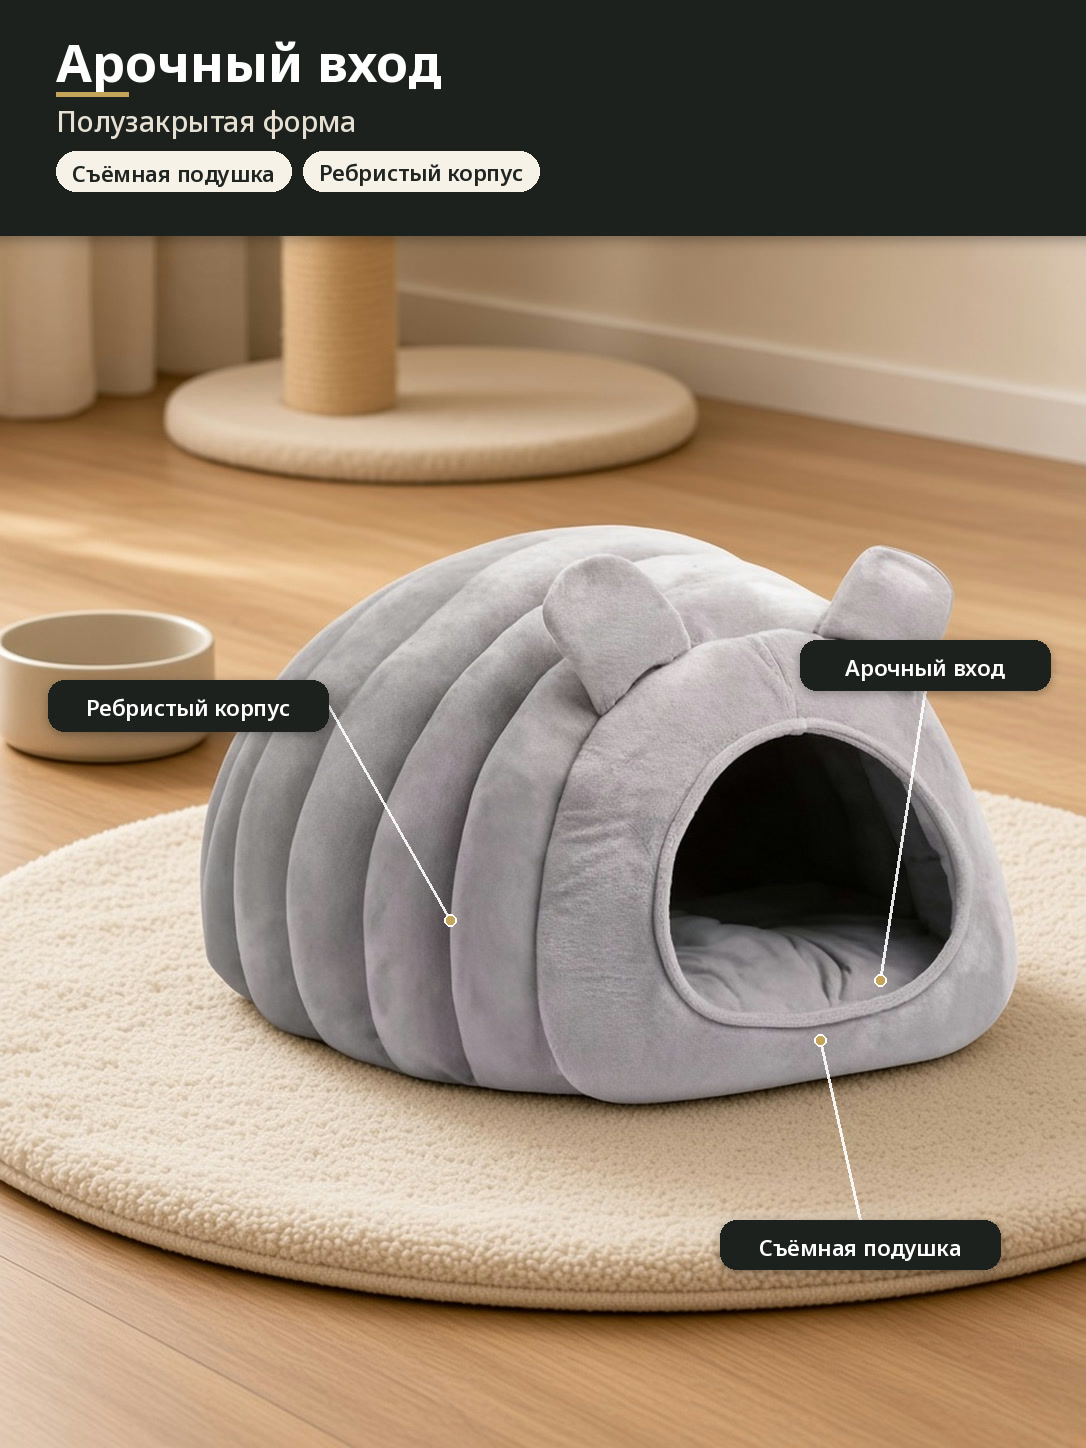 Арочный вход
Полузакрытая форма
Съёмная подушка
Ребристый корпус
Арочный вход
Ребристый корпус
Съёмная подушка